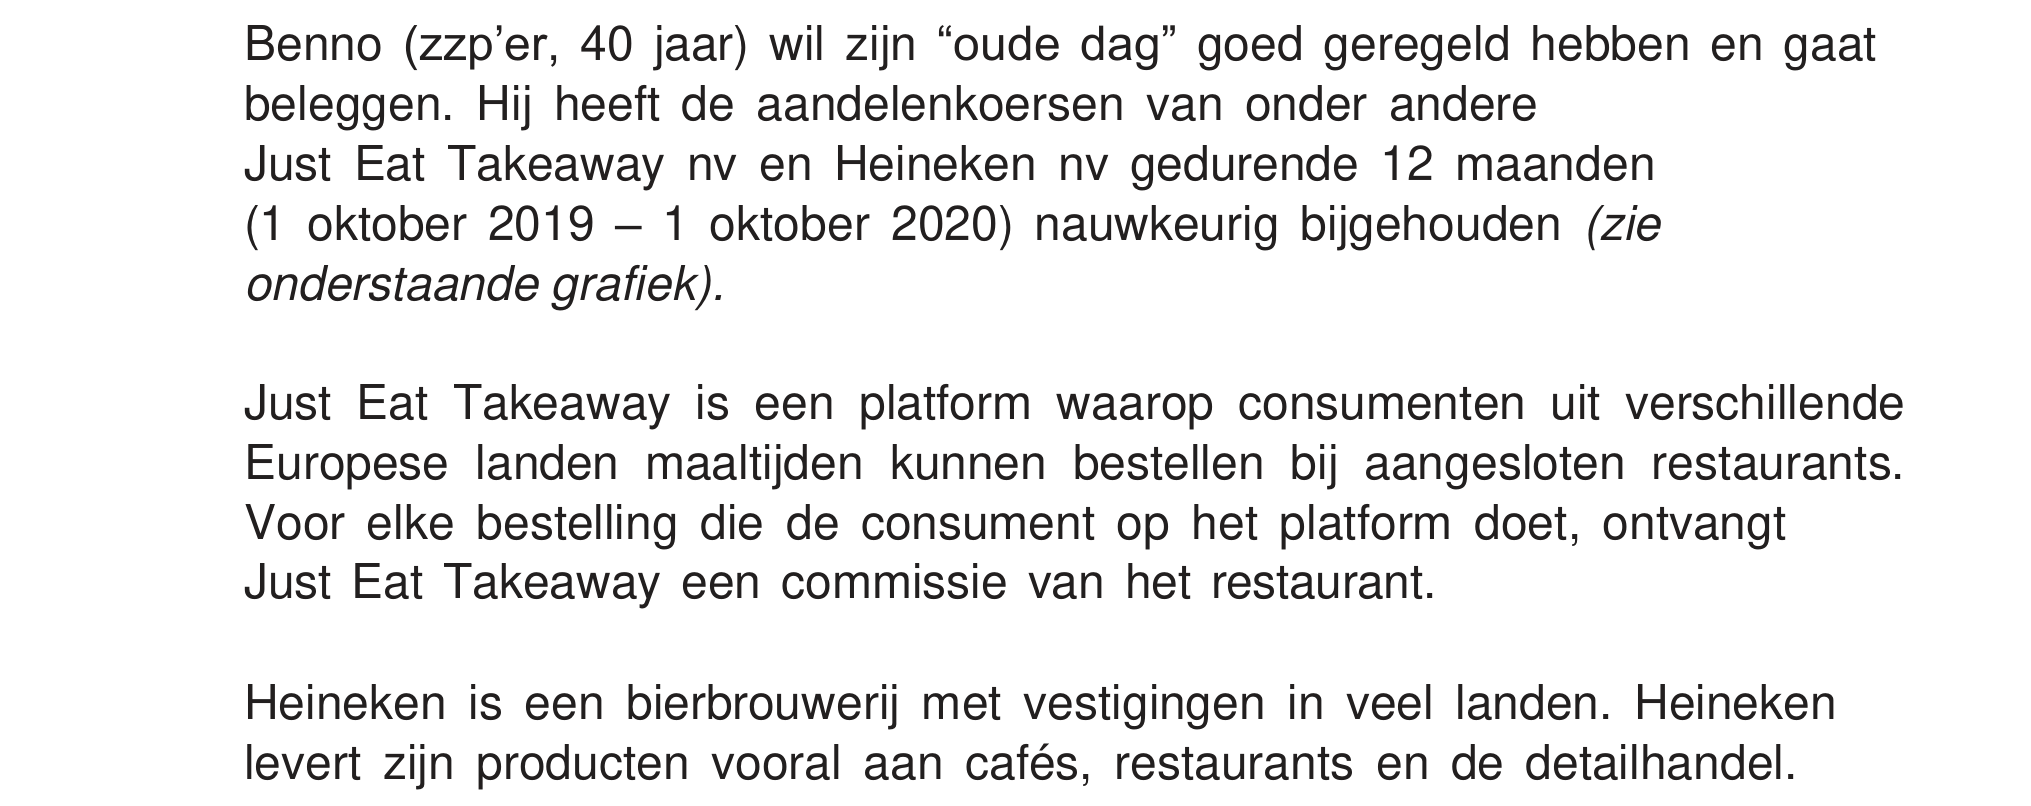 Benno (zzp’er, 40 jaar) wil zijn “oude dag” goed geregeld hebben en gaat
beleggen. Hij heeft de aandelenkoersen van onder andere
Just Eat Takeaway nv en Heineken nv gedurende 12 maanden
(1 oktober 2019 – 1 oktober 2020) nauwkeurig bijgehouden (zie
onderstaande grafiek).
Just Eat Takeaway is een platform waarop consumenten uit verschillende
Europese landen maaltijden kunnen bestellen bij aangesloten restaurants.
Voor elke bestelling die de consument op het platform doet, ontvangt
Just Eat Takeaway een commissie van het restaurant.
Heineken is een bierbrouwerij met vestigingen in veel landen. Heineken
levert zijn producten vooral aan cafés, restaurants en de detailhandel.